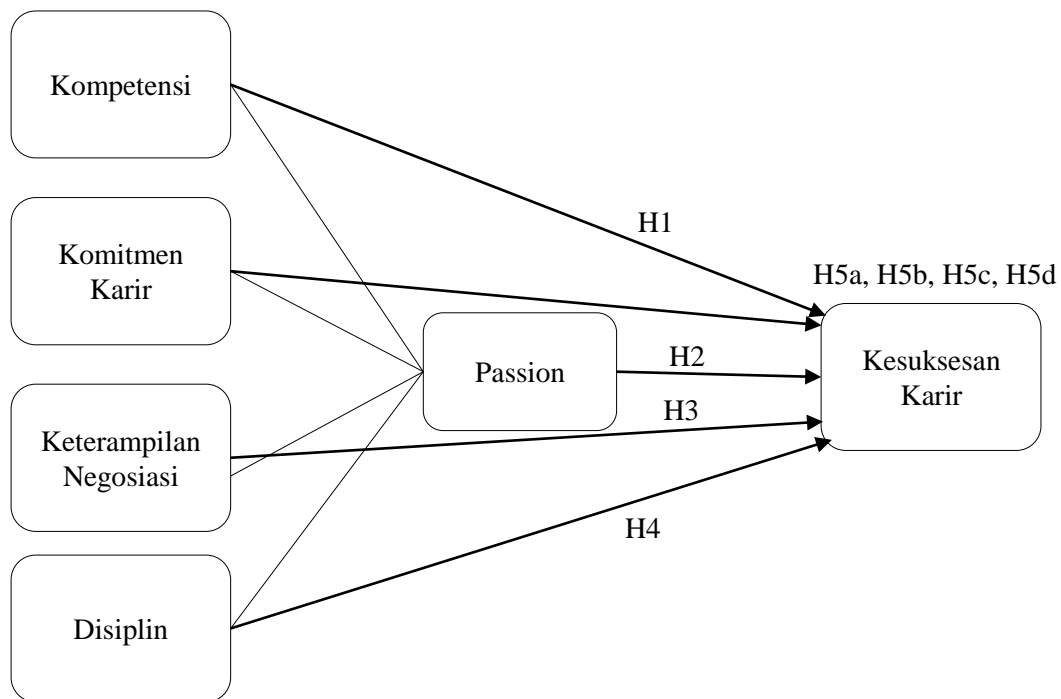 Kompetensi
H1
Komitmen
Karir
H5a, H5b, H5c, H5d
Passion
H2
Kesuksesan
Karir
Keterampilan
Negosiasi
H3
H4
Disiplin